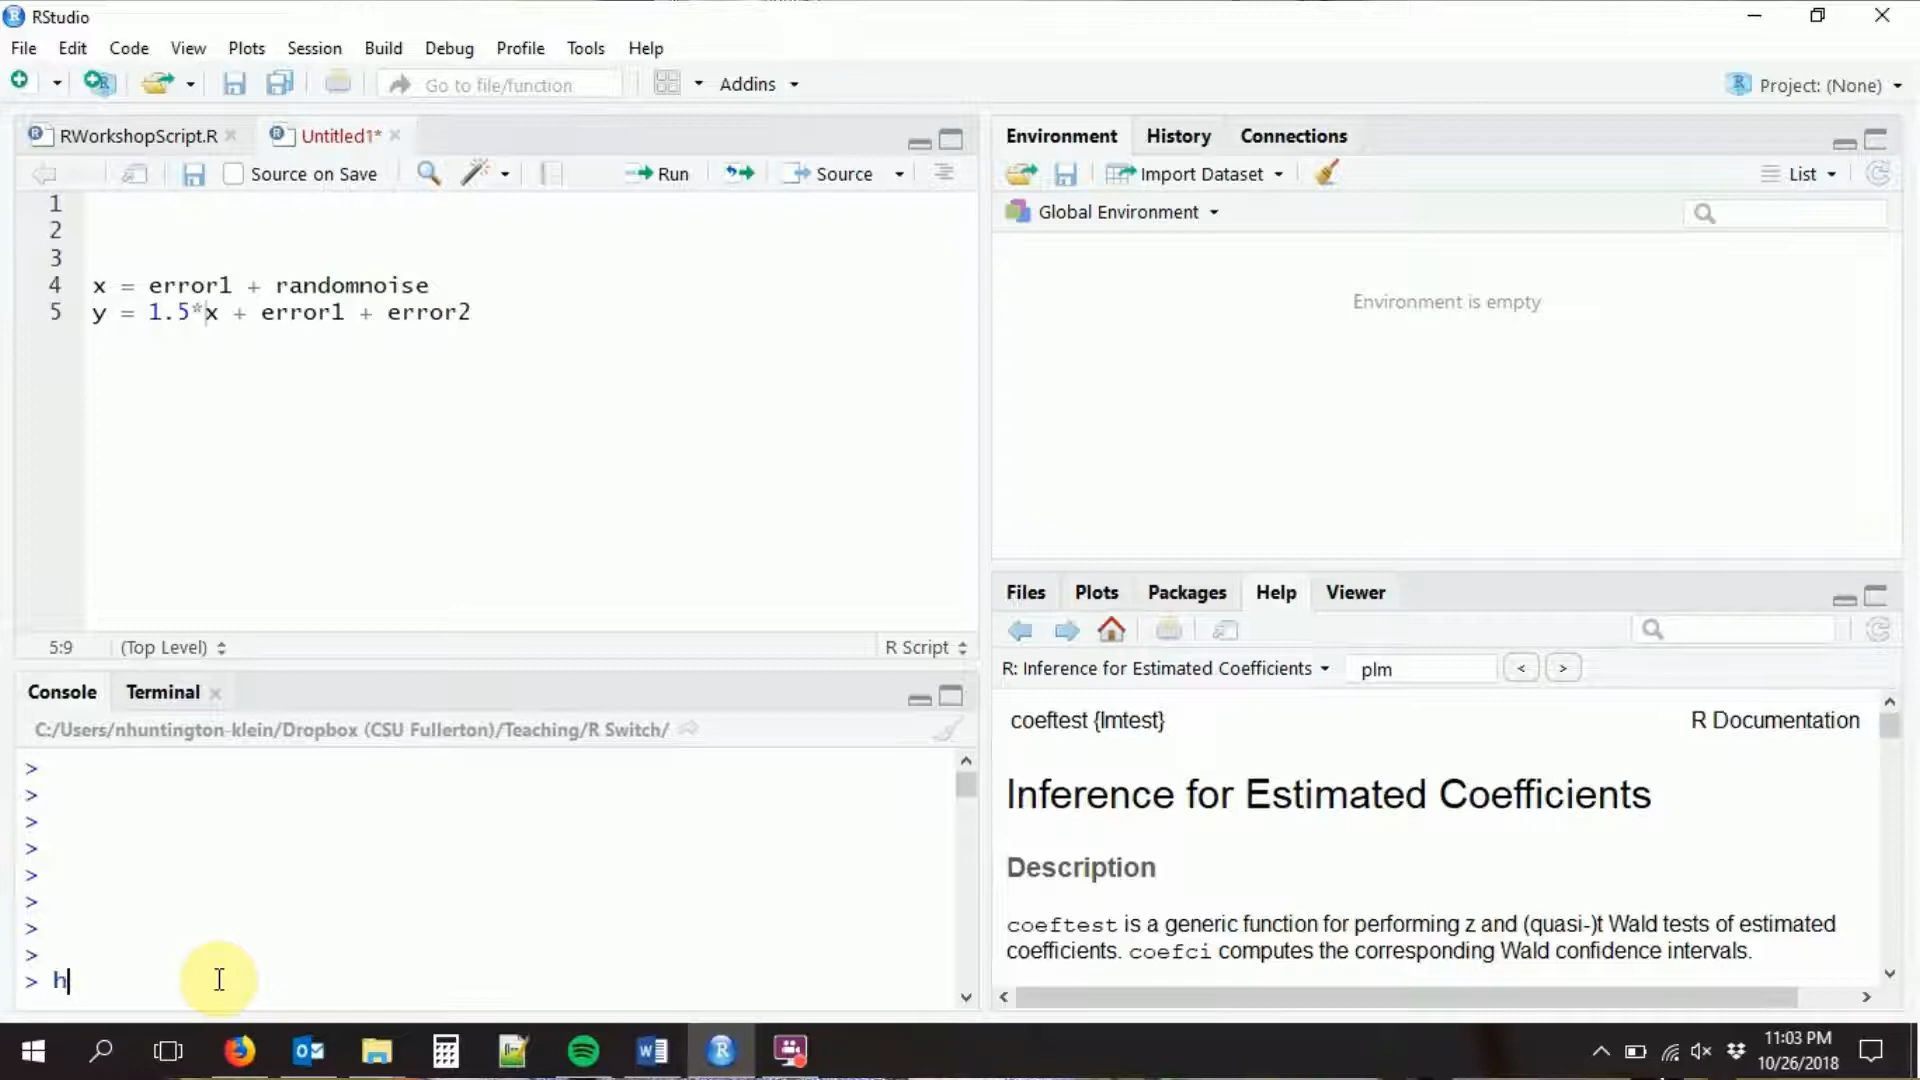 RStudio
File Edit Code View Plots Session Build Debug Profile Tools Help
Go to file/function Addins Project: (None)
RWorkshopScript.R Untitled1*
Source on Save Run Source
1
2
3
4 x = error1 + randomnoise
5 y = 1.5*x + error1 + error2
5:9 (Top Level) R Script
Console Terminal
C:/Users/nhuntington-klein/Dropbox (CSU Fullerton)/Teaching/R Switch/
>
>
>
>
>
>
>
>
> h
Environment History Connections
Import Dataset List
Global Environment
Environment is empty
Files Plots Packages Help Viewer
R: Inference for Estimated Coefficients plm < >
coeftest {lmtest} R Documentation
Inference for Estimated Coefficients
Description
coeftest is a generic function for performing z and (quasi-)t Wald tests of estimated
coefficients. coefci computes the corresponding Wald confidence intervals.
11:03 PM
10/26/2018